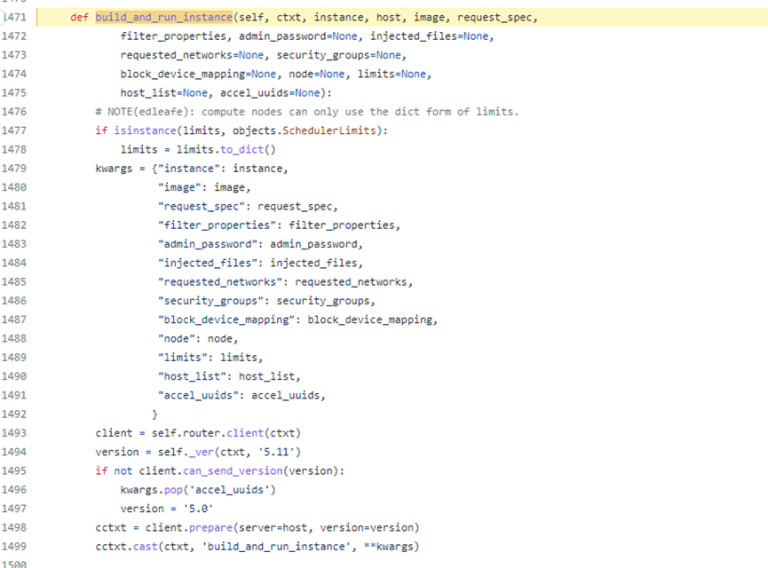 1471 def build_and_run_instance(self, ctxt, instance, host, image, request_spec,
1472 filter_properties, admin_password=None, injected_files=None,
1473 requested_networks=None, security_groups=None,
1474 block_device_mapping=None, node=None, limits=None,
1475 host_list=None, accel_uuids=None):
1476 # NOTE(edleafe): compute nodes can only use the dict form of limits.
1477 if isinstance(limits, objects.SchedulerLimits):
1478 limits = limits.to_dict()
1479 kwargs = {"instance": instance,
1480 "image": image,
1481 "request_spec": request_spec,
1482 "filter_properties": filter_properties,
1483 "admin_password": admin_password,
1484 "injected_files": injected_files,
1485 "requested_networks": requested_networks,
1486 "security_groups": security_groups,
1487 "block_device_mapping": block_device_mapping,
1488 "node": node,
1489 "limits": limits,
1490 "host_list": host_list,
1491 "accel_uuids": accel_uuids,
1492 }
1493 client = self.router.client(ctxt)
1494 version = self._ver(ctxt, '5.11')
1495 if not client.can_send_version(version):
1496 kwargs.pop('accel_uuids')
1497 version = '5.0'
1498 cctxt = client.prepare(server=host, version=version)
1499 cctxt.cast(ctxt, 'build_and_run_instance', **kwargs)
1500